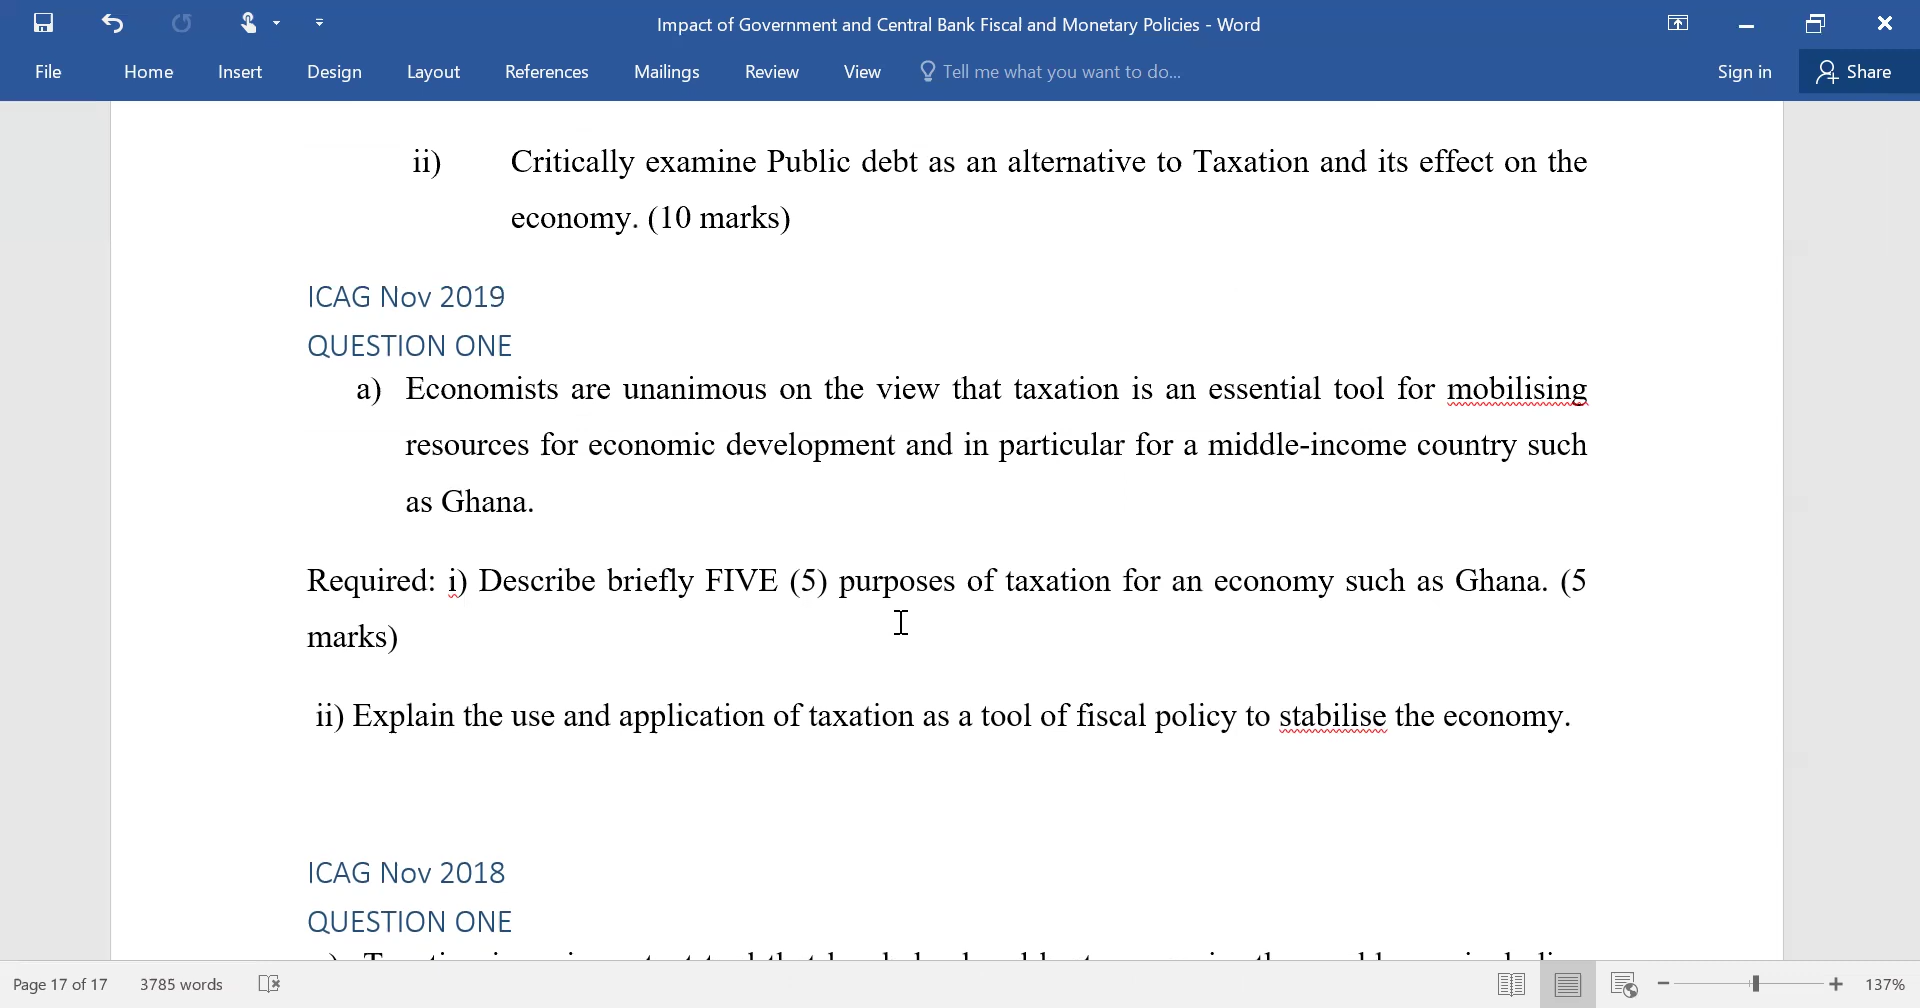 Impact of Government and Central Bank Fiscal and Monetary Policies - Word
File Home Insert Design Layout References Mailings Review View Tell me what you want to do... Sign in Share
ii) Critically examine Public debt as an alternative to Taxation and its effect on the
economy. (10 marks)
ICAG Nov 2019
QUESTION ONE
a) Economists are unanimous on the view that taxation is an essential tool for mobilising
resources for economic development and in particular for a middle-income country such
as Ghana.
Required: i) Describe briefly FIVE (5) purposes of taxation for an economy such as Ghana. (5
marks)
ii) Explain the use and application of taxation as a tool of fiscal policy to stabilise the economy.
ICAG Nov 2018
QUESTION ONE
Page 17 of 17 3785 words 137%